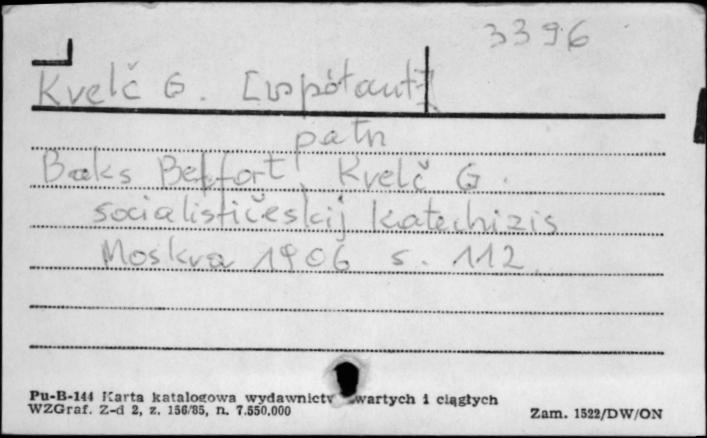 3396
Kvelč G. [współaut]
patrz
Baks Belfort, Kvelč G.
socialističeskij katechizis
Moskva 1906 s. 112
Pu-B-144 Karta katalogowa wydawnictw zwartych i ciągłych
WZGraf. Z-d 2, z. 156/85, n. 7.550.000
Zam. 1522/DW/ON